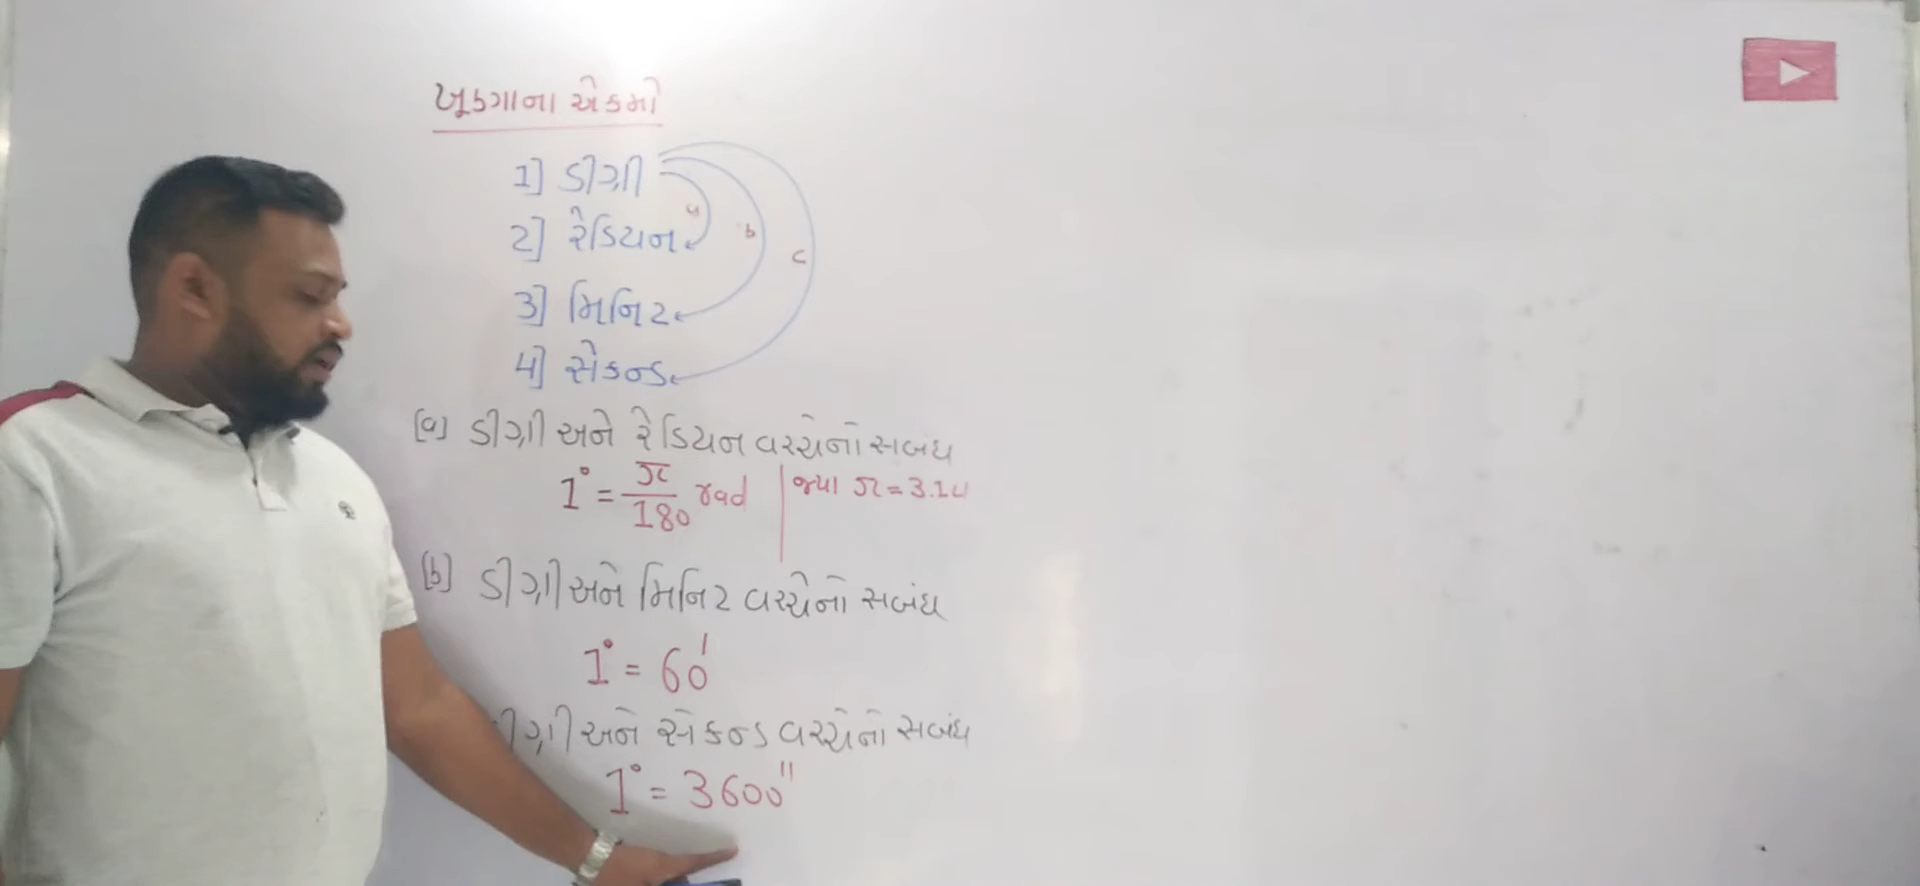 ખૂણાના એકમો
1] ડીગ્રી
2] રેડિયન
3] મિનિટ
4] સેકન્ડ
a
b
c
(a) ડીગ્રી અને રેડિયન વચ્ચેનો સબંધ
1° = π/180 rad | જ્યા π = 3.14
(b) ડીગ્રી અને મિનિટ વચ્ચેનો સબંધ
1° = 60'
ીગ્રી અને સેકન્ડ વચ્ચેનો સબંધ
1° = 3600"